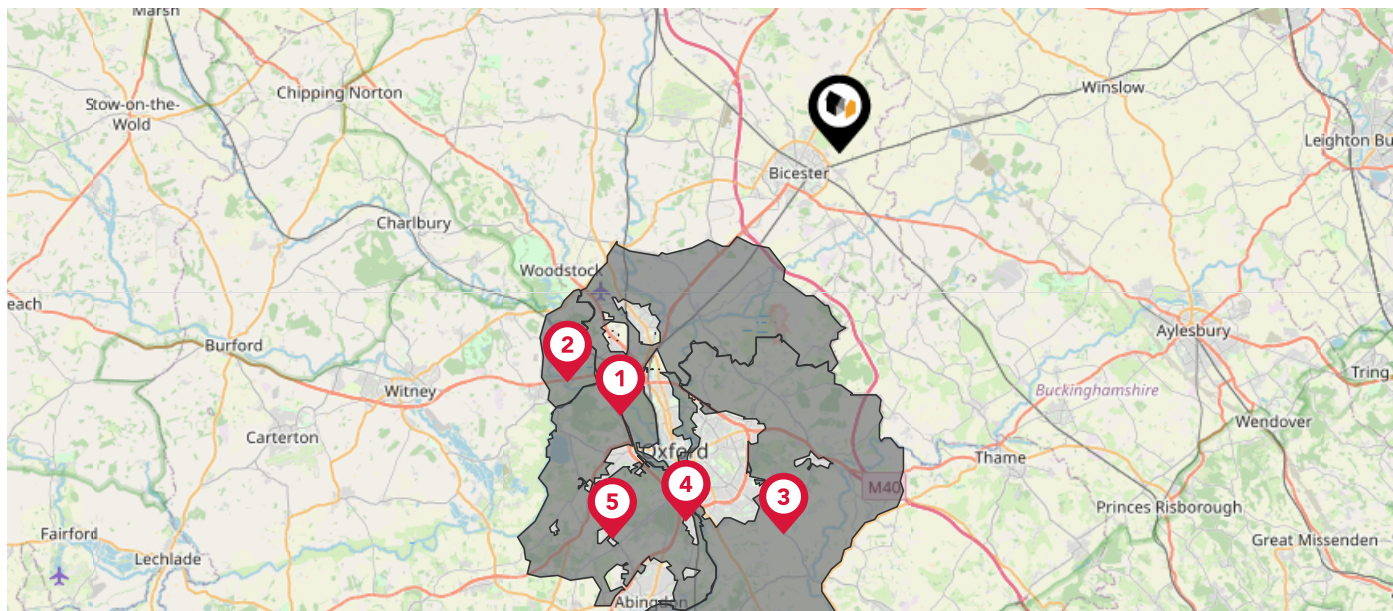 Marsh
Chipping Norton
Stow-on-the-
Wold
Winslow
Leighton Bu
Bicester
Charlbury
Woodstock
each
Burford
Aylesbury
2
1
Witney
Tring
Buckinghamshire
Wendover
Carterton
Oxford
Thame
4
3
5
M40
Princes Risborough
Fairford
Great Missenden
Lechlade
Abingdon